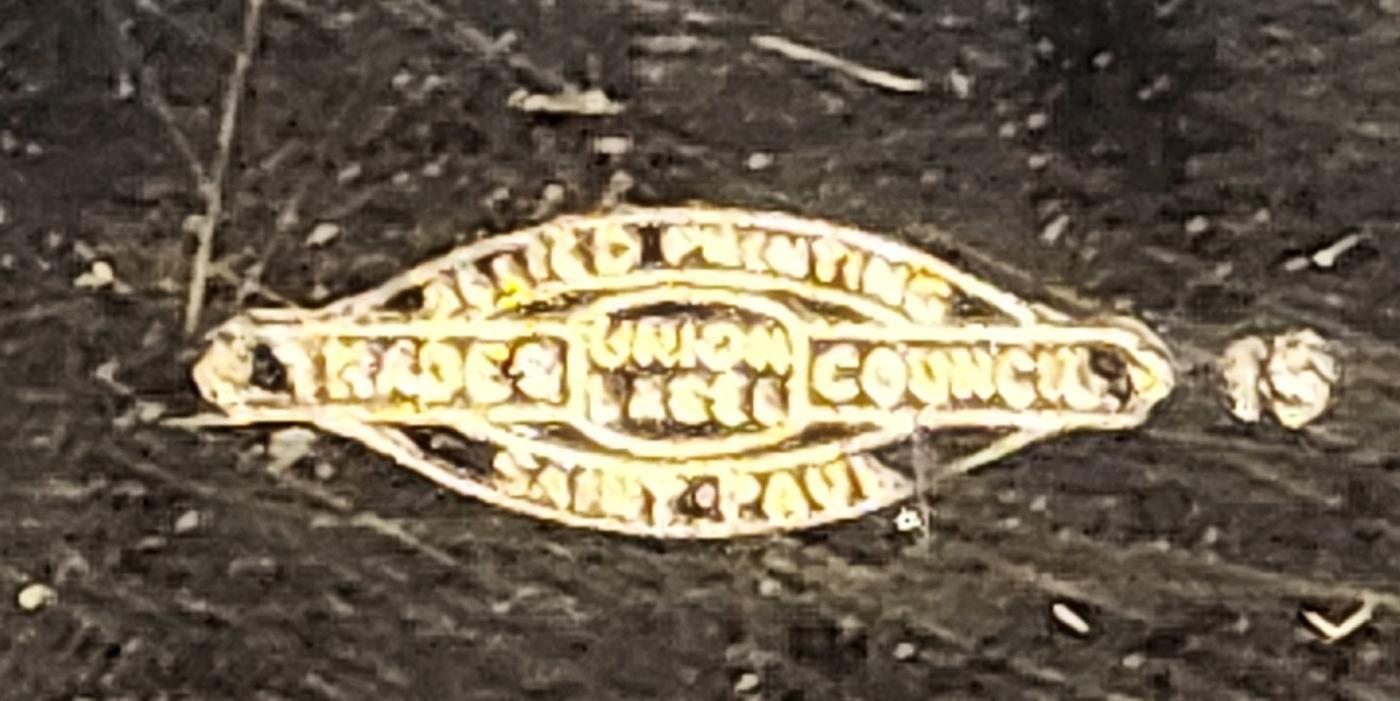 ALLIED PRINTING
TRADES UNION LABEL COUNCIL
SAINT PAUL
15